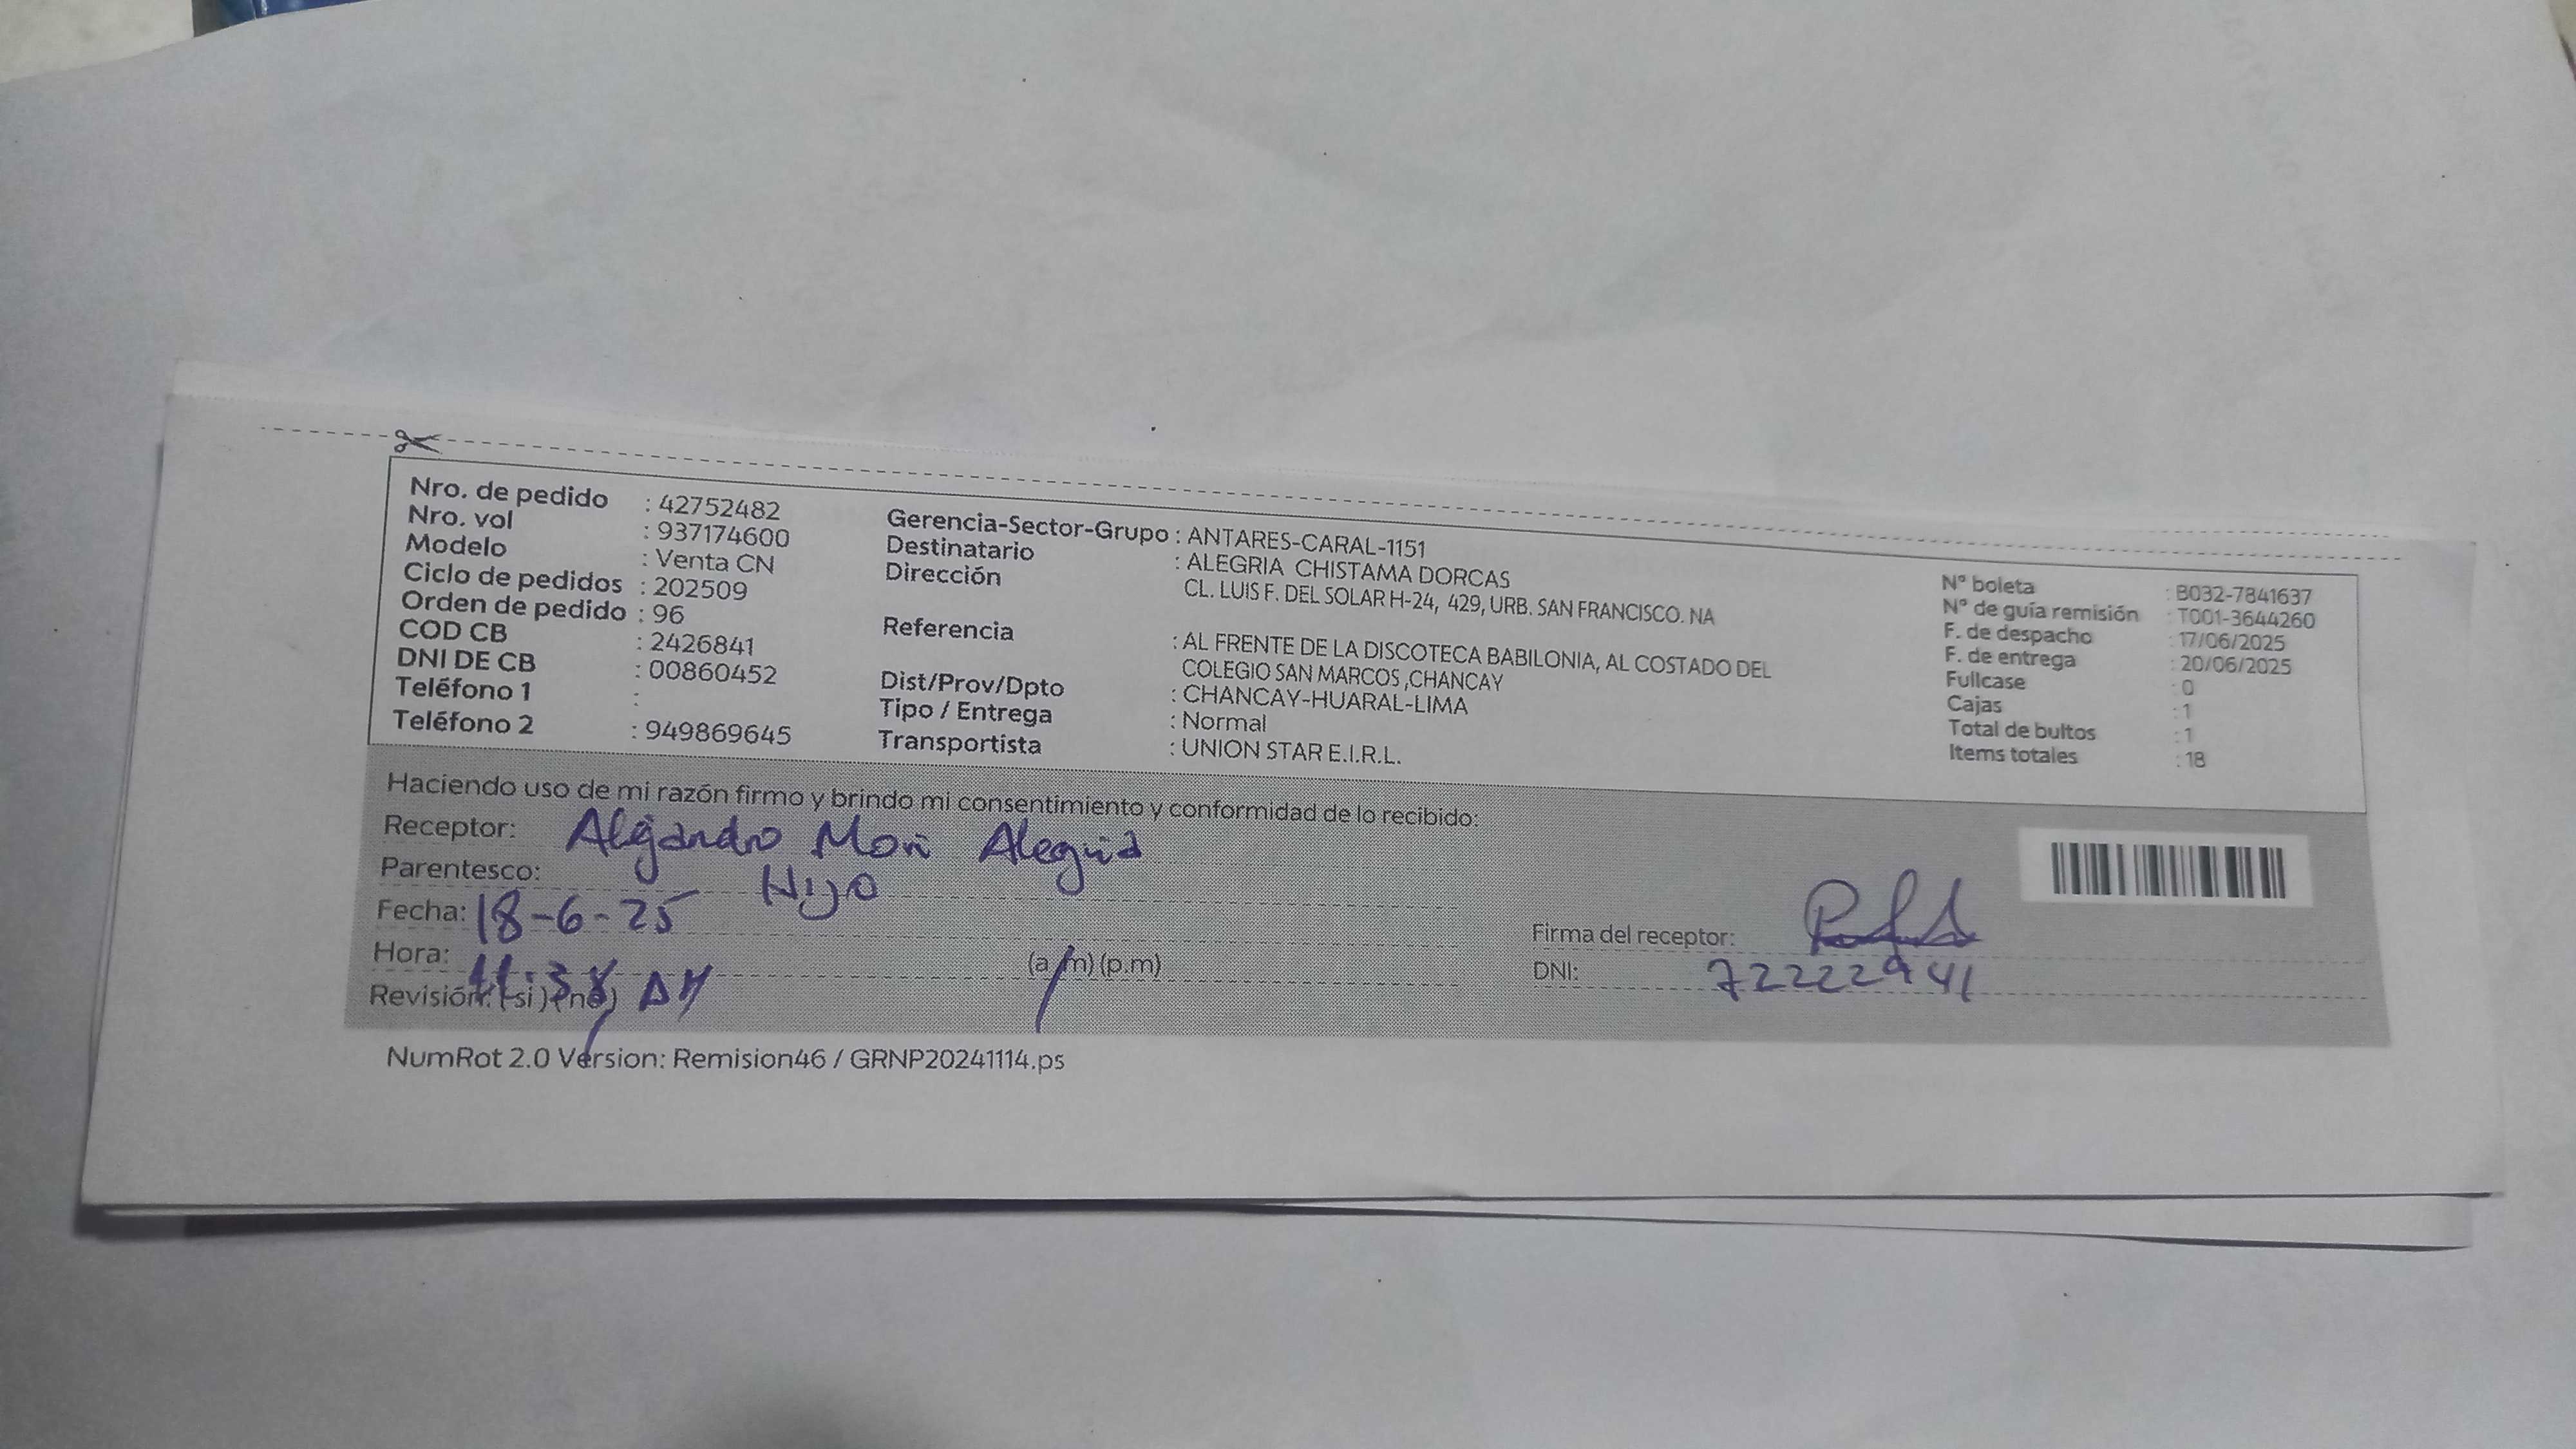 Nro. de pedido : 42752482
Nro. vol : 937174600
Modelo : Venta CN
Ciclo de pedidos : 202509
Orden de pedido : 96
COD CB : 2426841
DNI DE CB : 00860452
Teléfono 1 :
Teléfono 2 : 949869645
Gerencia-Sector-Grupo : ANTARES-CARAL-1151
Destinatario : ALEGRIA CHISTAMA DORCAS
Dirección CL. LUIS F. DEL SOLAR H-24, 429, URB. SAN FRANCISCO. NA
Referencia : AL FRENTE DE LA DISCOTECA BABILONIA, AL COSTADO DEL
COLEGIO SAN MARCOS ,CHANCAY
Dist/Prov/Dpto : CHANCAY-HUARAL-LIMA
Tipo / Entrega : Normal
Transportista : UNION STAR E.I.R.L.
N° boleta : B032-7841637
N° de guía remisión : T001-3644260
F. de despacho : 17/06/2025
F. de entrega : 20/06/2025
Fullcase : 0
Cajas : 1
Total de bultos : 1
Items totales : 18
Haciendo uso de mi razón firmo y brindo mi consentimiento y conformidad de lo recibido:
Receptor: Alejandro Mori Alegria
Parentesco: Hijo
Fecha: 18-6-25
Hora: AM (a.m) (p.m)
Revisión: (si) (no)
Firma del receptor:
DNI: 72222941
NumRot 2.0 Version: Remision46 / GRNP20241114.ps